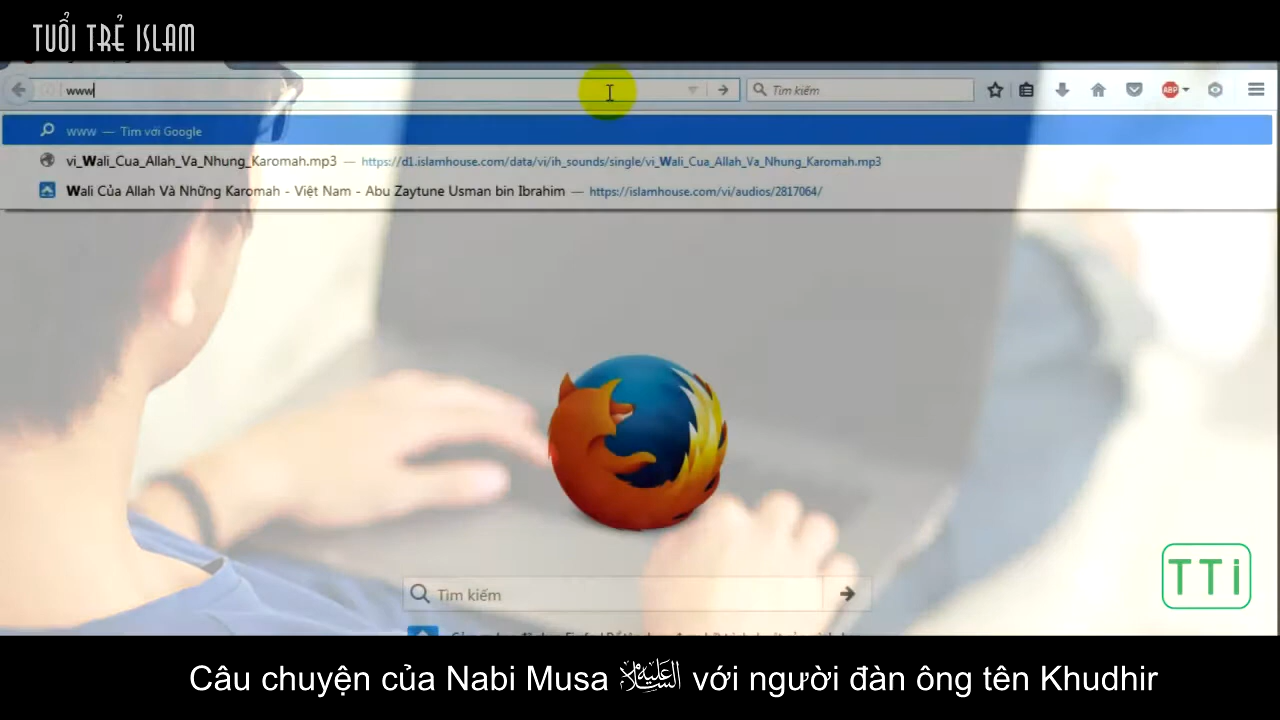 TUỔI TRẺ ISLAM
www
Tìm kiếm
ABP
www — Tìm với Google
vi_Wali_Cua_Allah_Va_Nhung_Karomah.mp3 — https://d1.islamhouse.com/data/vi/ih_sounds/single/vi_Wali_Cua_Allah_Va_Nhung_Karomah.mp3
Wali Của Allah Và Những Karomah - Việt Nam - Abu Zaytune Usman bin Ibrahim — https://islamhouse.com/vi/audios/2817064/
TTi
Tìm kiếm
Câu chuyện của Nabi Musa عليه السلام với người đàn ông tên Khudhir